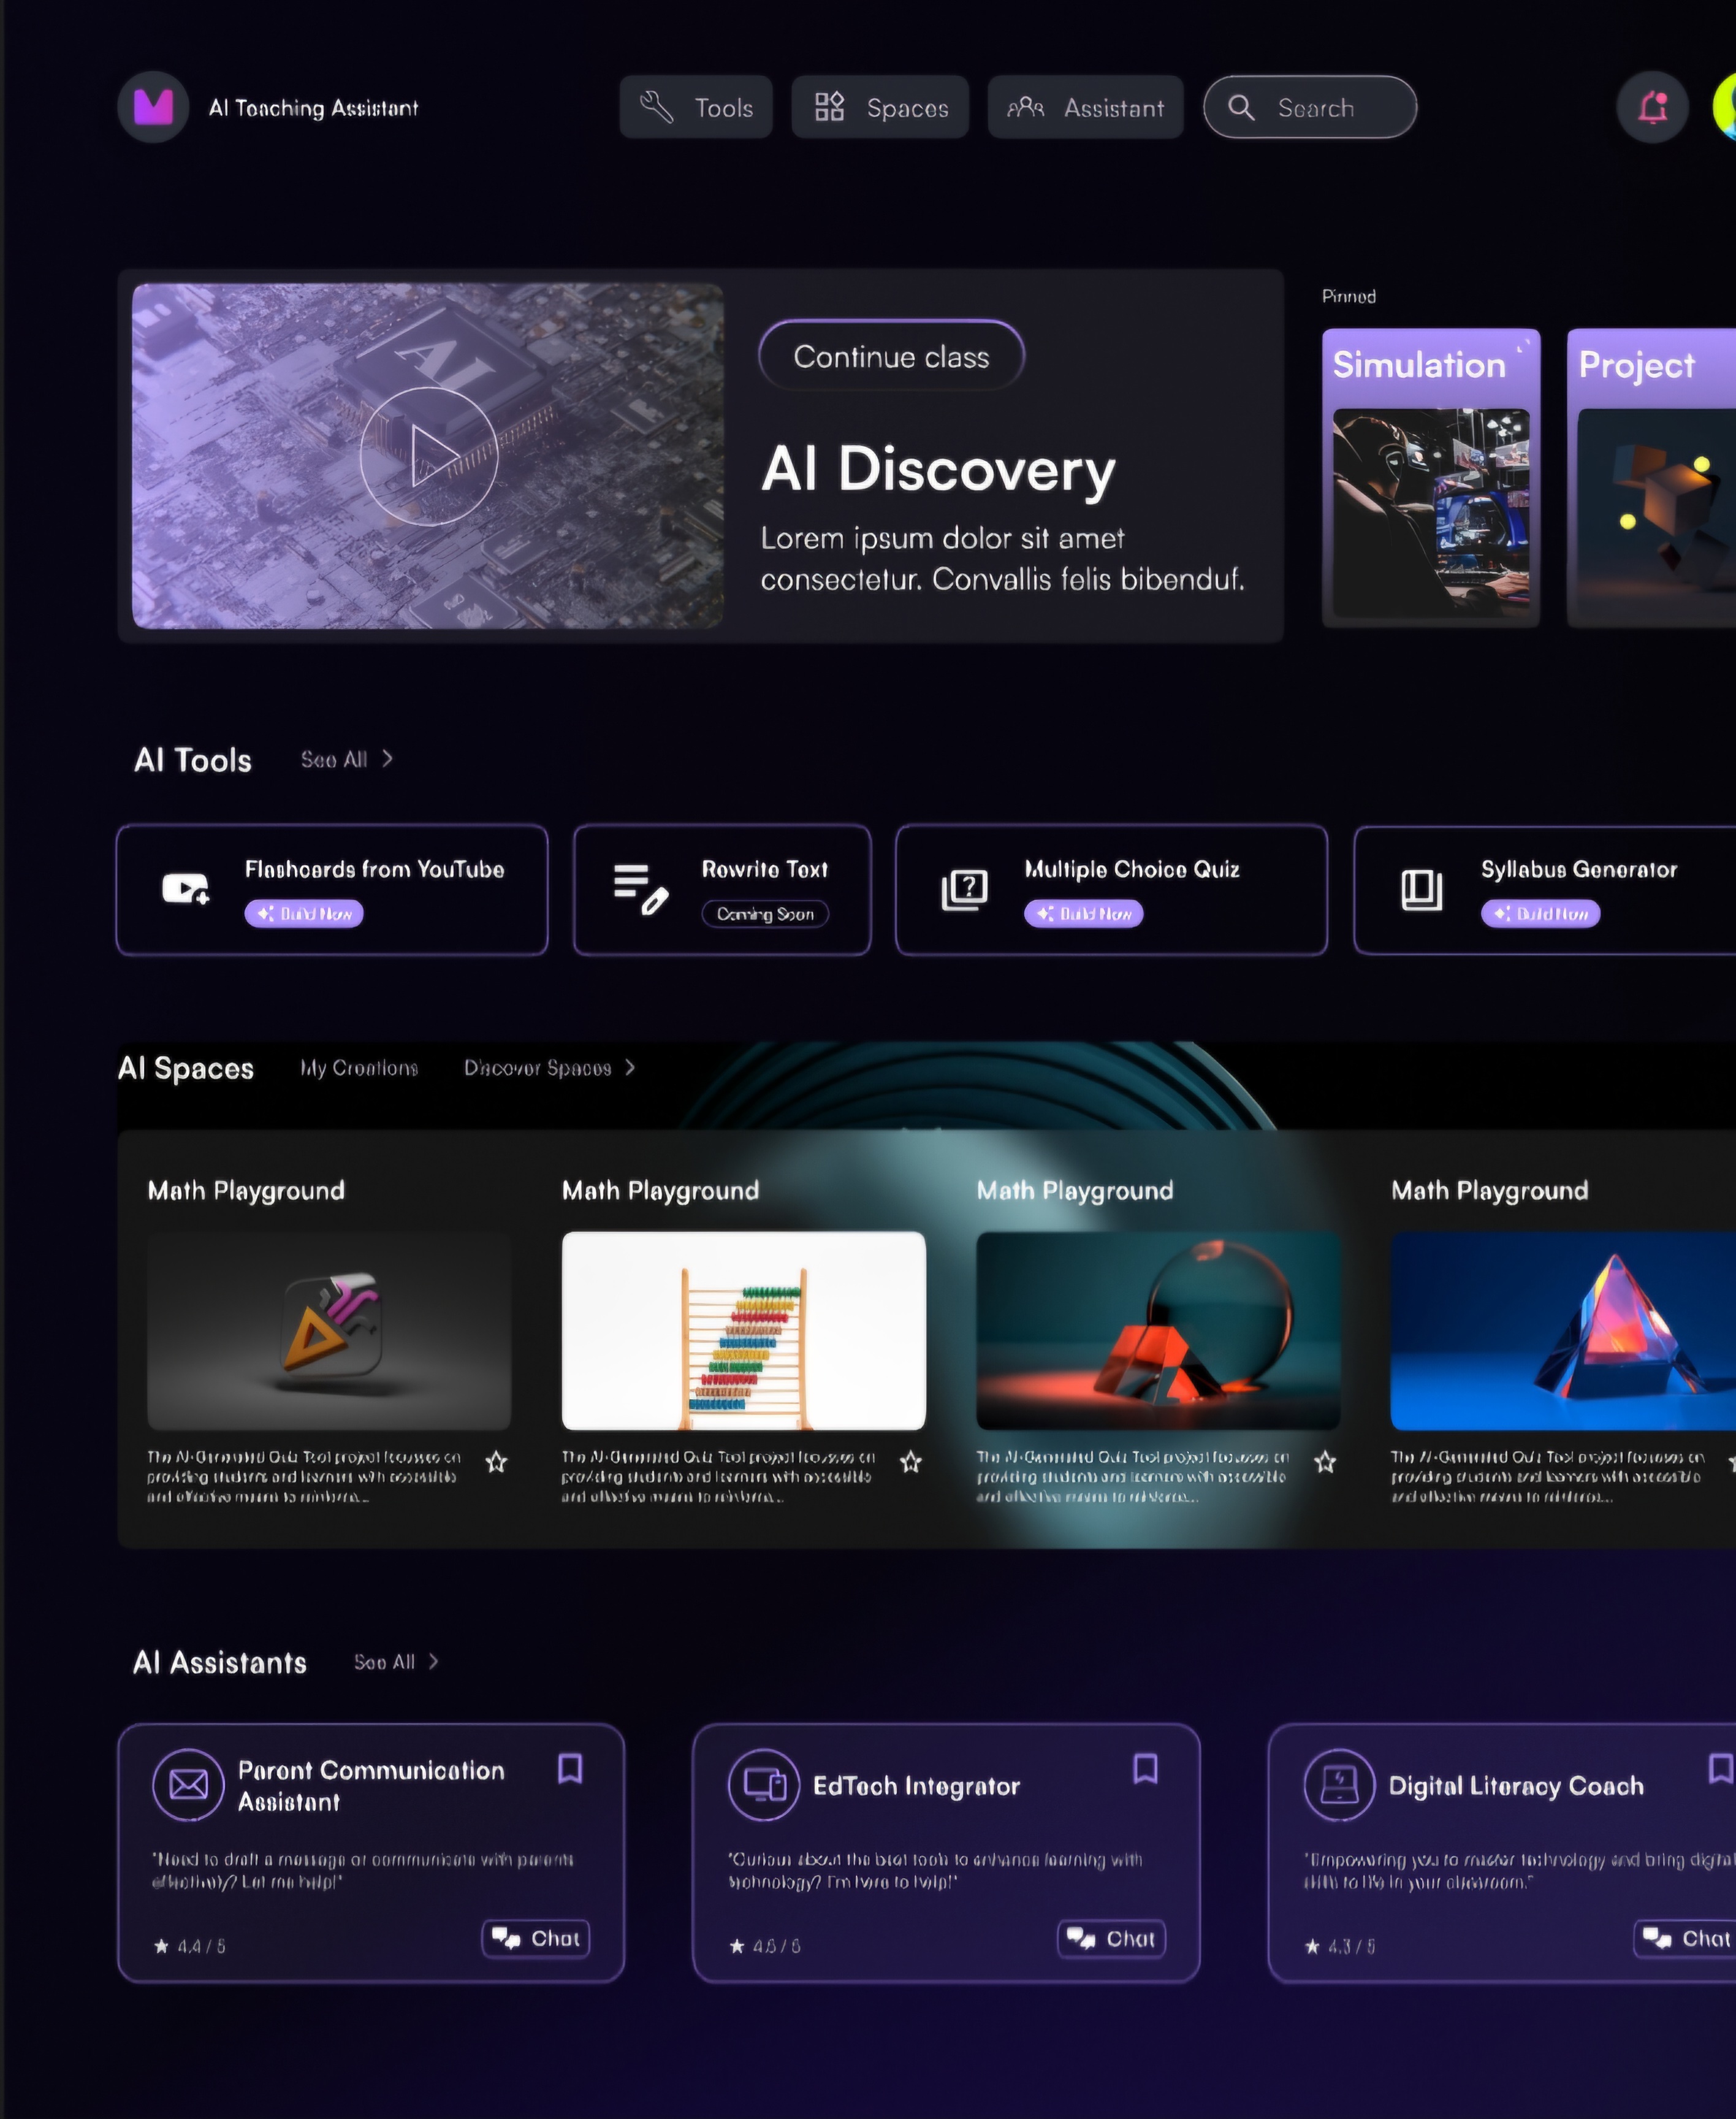 AI Teaching Assistant
Tools
Spaces
Assistant
Search
AI
Continue class
AI Discovery
Lorem ipsum dolor sit amet
consectetur. Convallis felis bibenduf.
Pinned
Simulation
Project
AI Tools
See All
Flashcards from YouTube
Build Now
Rewrite Text
Coming Soon
Multiple Choice Quiz
Build Now
Syllabus Generator
Build Now
AI Spaces
My Creations
Discover Spaces
Math Playground
Math Playground
Math Playground
Math Playground
The AI-Generated Quiz Tool project focuses on
providing students and learners with accessible
and effective means to reinforce...
The AI-Generated Quiz Tool project focuses on
providing students and learners with accessible
and effective means to reinforce...
The AI-Generated Quiz Tool project focuses on
providing students and learners with accessible
and effective means to reinforce...
The AI-Generated Quiz Tool project focuses on
providing students and learners with accessible
and effective means to reinforce...
AI Assistants
See All
Parent Communication
Assistant
"Need to draft a message or communicate with parents
effectively? Let me help!"
4.4 / 5
Chat
EdTech Integrator
"Curious about the best tools to enhance learning with
technology? I'm here to help!"
/ 5
Chat
Digital Literacy Coach
"Empowering you to master technology and bring digital
skills to life in your classroom."
4.3 / 5
Chat